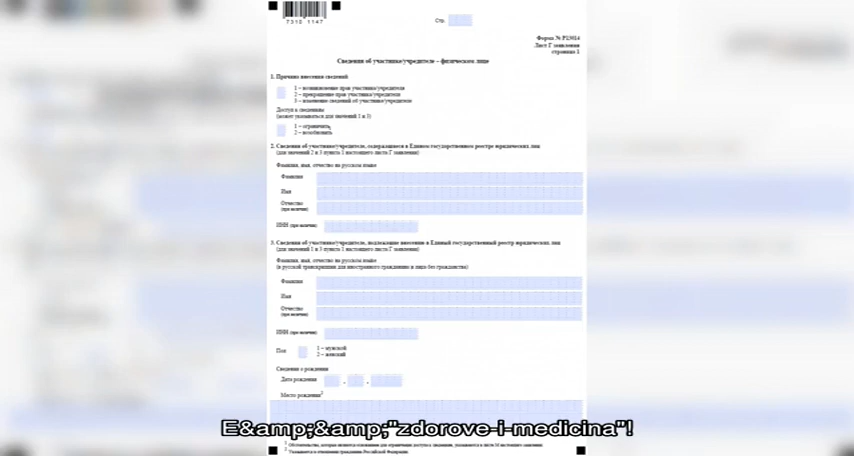 7310 1147
Стр.
Форма № Р13014
Лист Г заявления
страница 1
Сведения об участнике/учредителе – физическом лице
1. Причина внесения сведений
1 – возникновение прав участника/учредителя
2 – прекращение прав участника/учредителя
3 – изменение сведений об участнике/учредителе
Доступ к сведениям
(может указываться для значений 1 и 3)
1 – ограничить
2 – возобновить
2. Сведения об участнике/учредителе, содержащиеся в Едином государственном реестре юридических лиц
(для значений 2 и 3 пункта 1 настоящего листа Г заявления)
Фамилия, имя, отчество на русском языке
Фамилия
Имя
Отчество
(при наличии)
ИНН (при наличии)
3. Сведения об участнике/учредителе, подлежащие внесению в Единый государственный реестр юридических лиц
(для значений 1 и 3 пункта 1 настоящего листа Г заявления)
Фамилия, имя, отчество на русском языке
(в русской транскрипции для иностранного гражданина и лица без гражданства)
Фамилия
Имя
Отчество
(при наличии)
ИНН (при наличии)
Пол
1 – мужской
2 – женский
Сведения о рождении
Дата рождения
Место рождения2
E&amp;&amp;"zdorove-i-medicina"!
2 Указывается в отношении гражданина Российской Федерации.